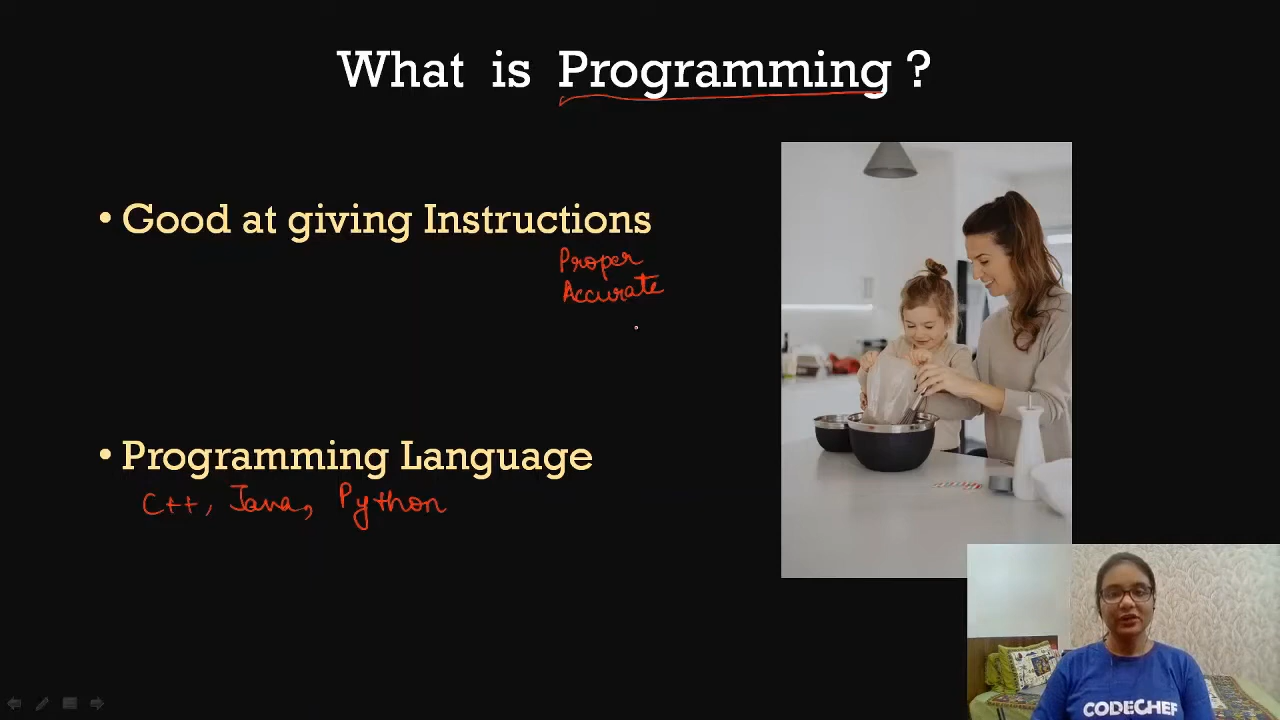 What is Programming ?
• Good at giving Instructions
Proper
Accurate
• Programming Language
C++, Java, Python
CODECHEF